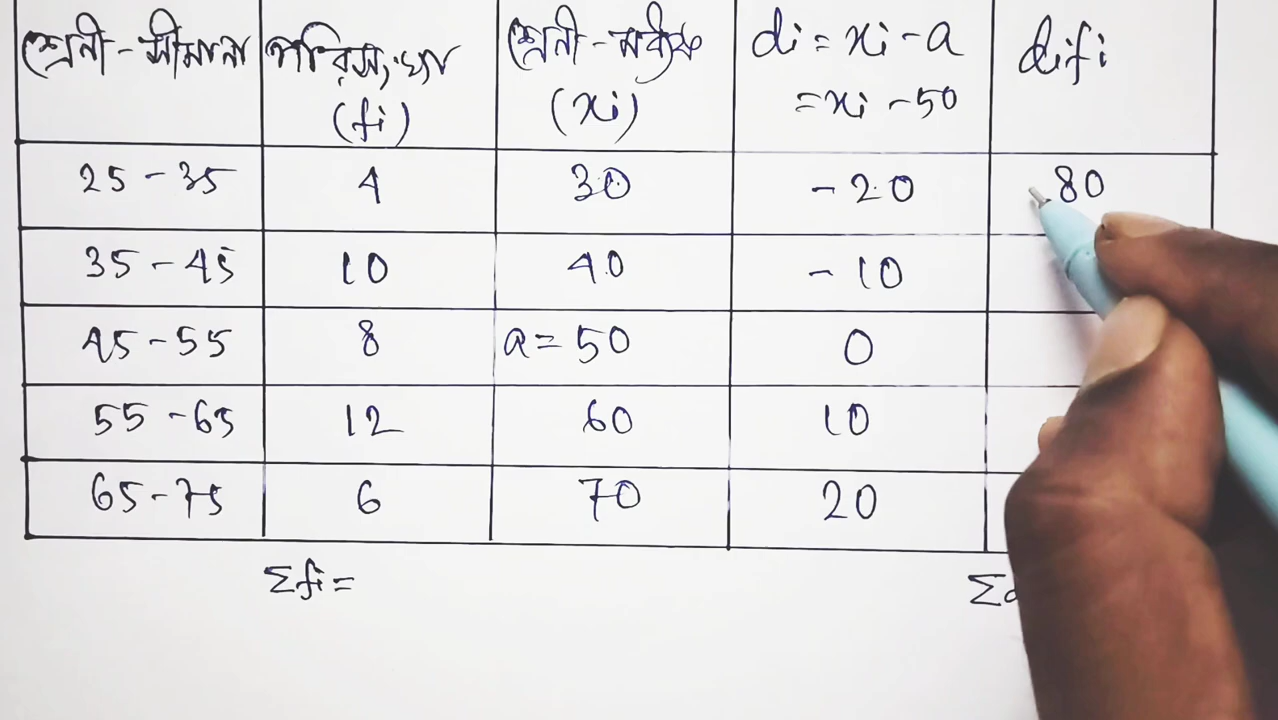 শ্রেণী-সীমানা পরিসংখ্যা (fi) শ্রেণী-মধ্যক (xi) di = xi - a = xi - 50 difi
25 - 35 4 30 - 20 80
35 - 45 10 40 - 10
45 - 55 8 a = 50 0
55 - 65 12 60 10
65 - 75 6 70 20
Σfi = Σd